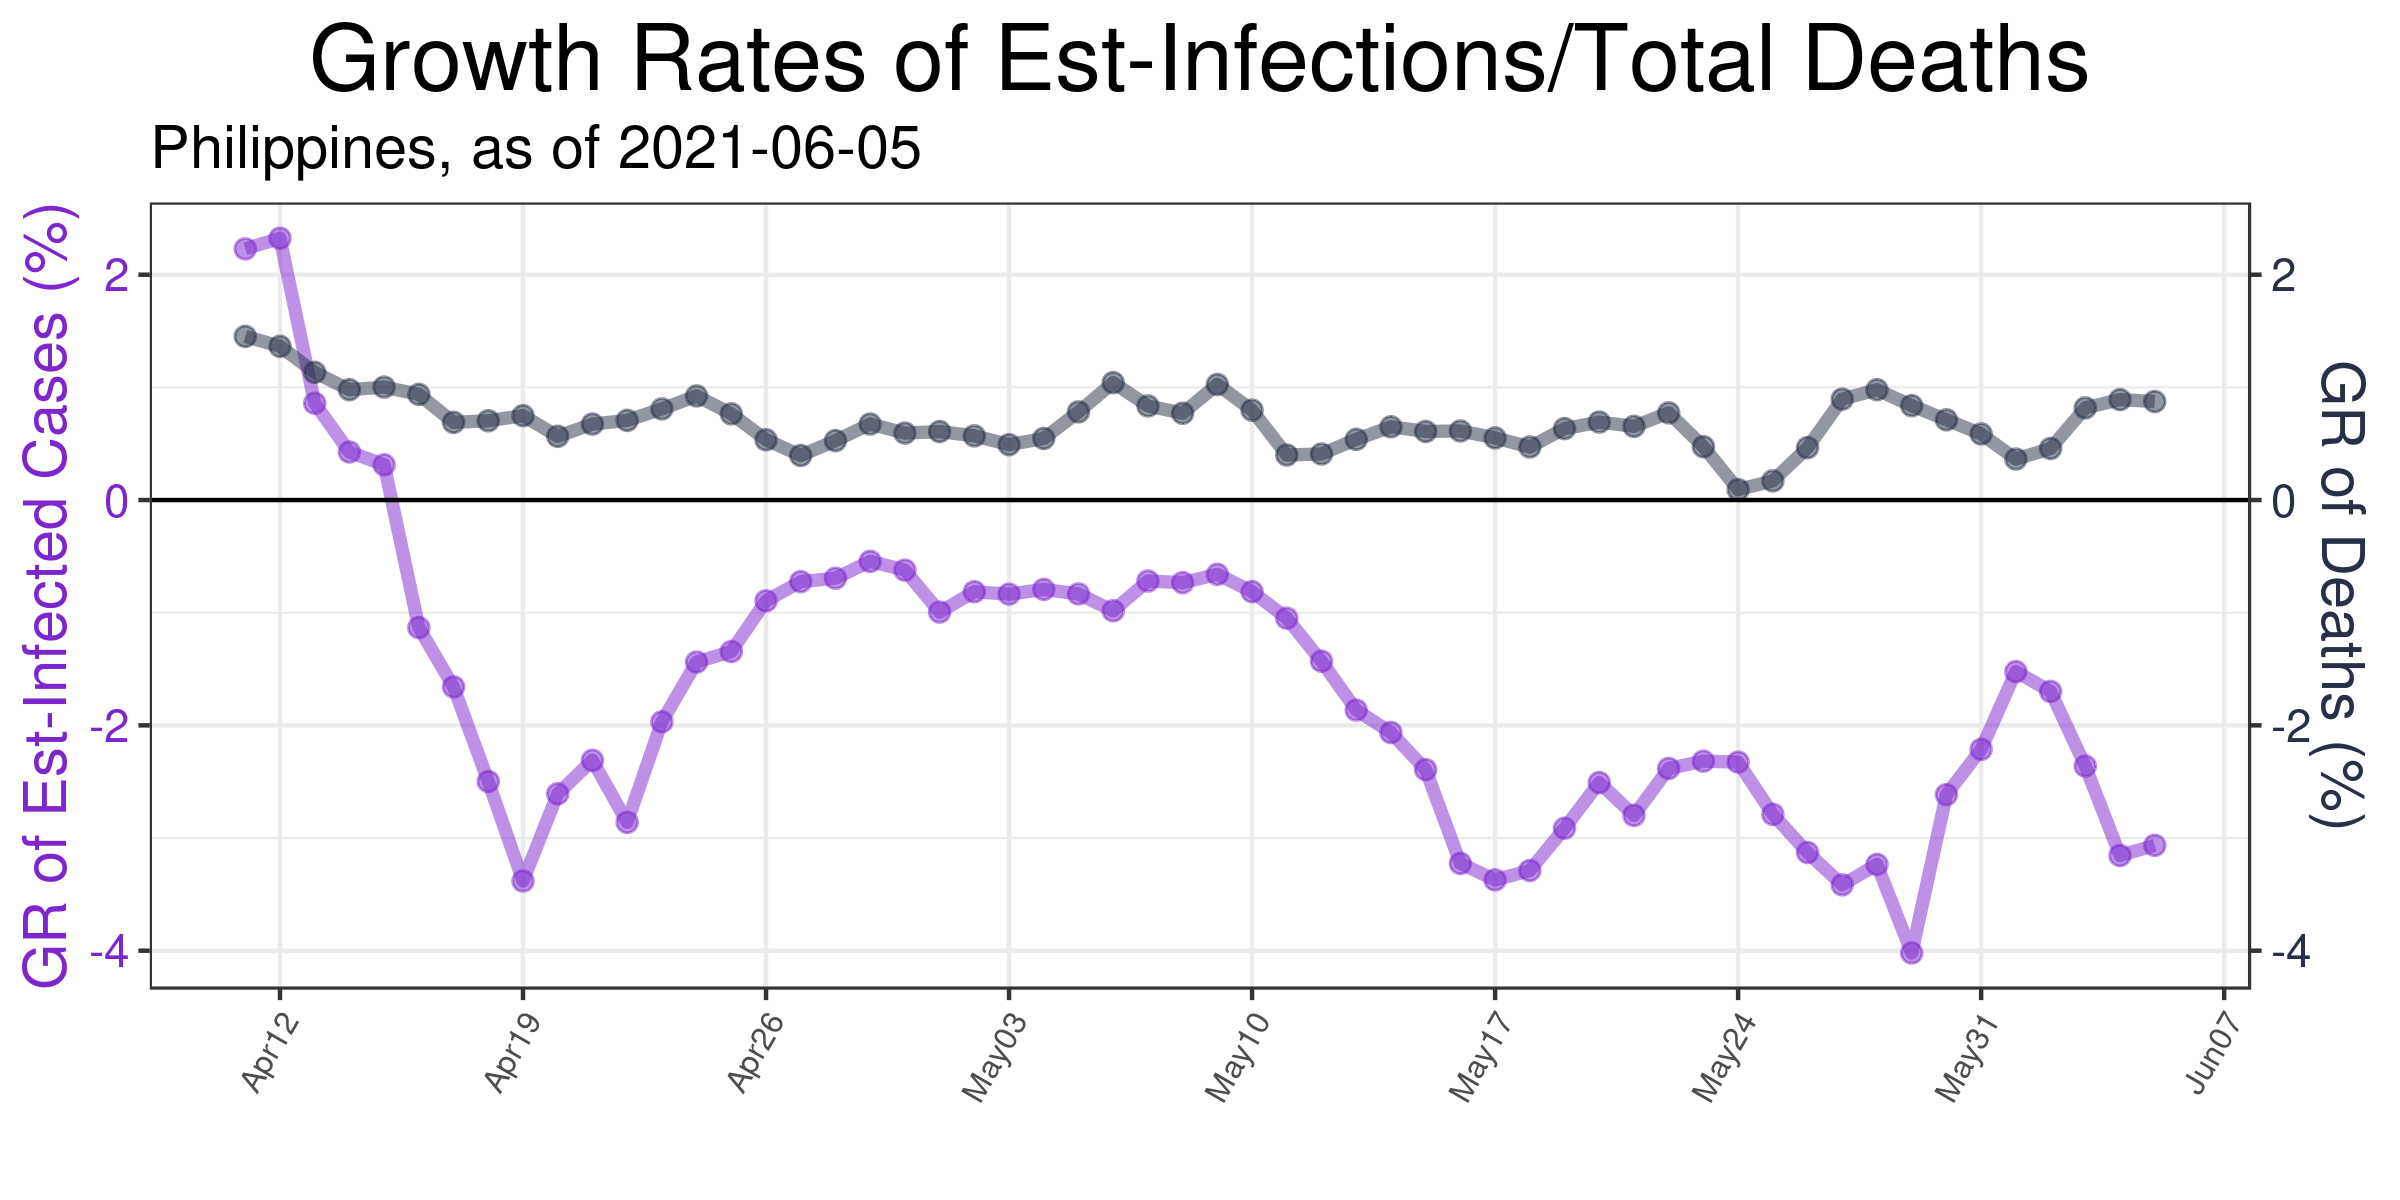 Growth Rates of Est-Infections/Total Deaths
Philippines, as of 2021-06-05
GR of Est-Infected Cases (%)
2
0
-2
-4
2
0
-2
-4
GR of Deaths (%)
Apr12
Apr19
Apr26
May03
May10
May17
May24
May31
Jun07